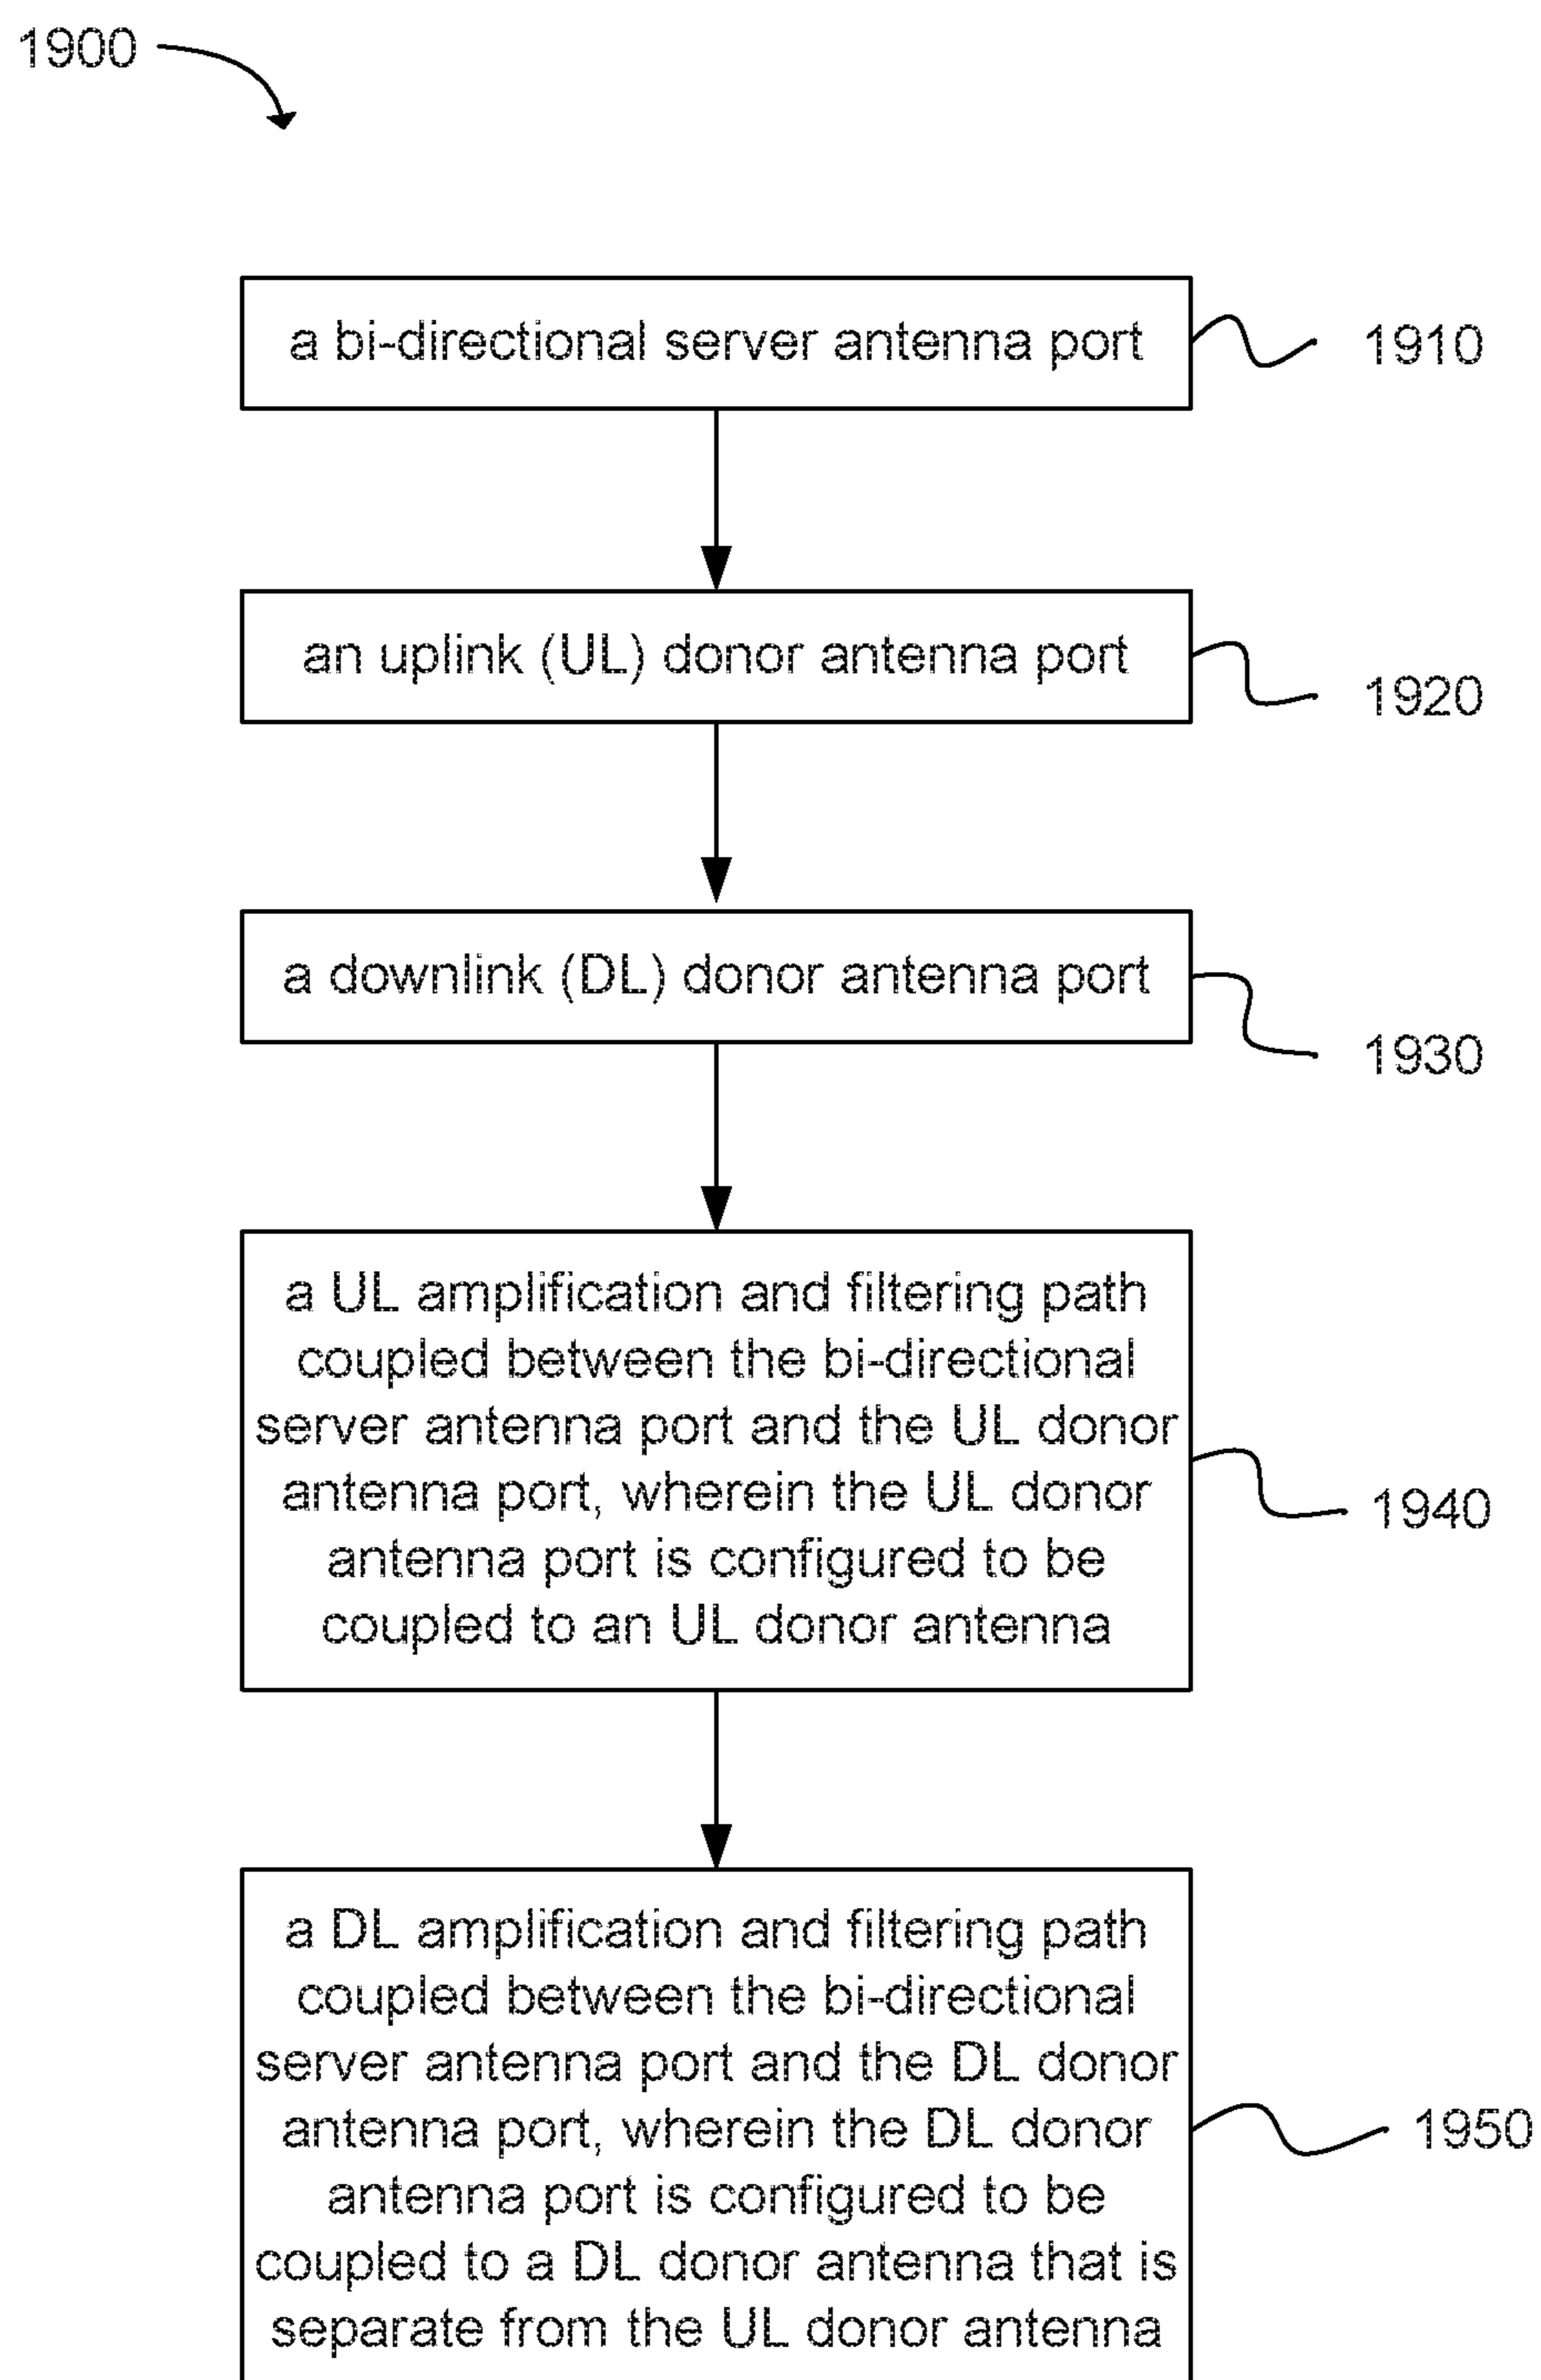 1900
a bi-directional server antenna port
1910
an uplink (UL) donor antenna port
1920
a downlink (DL) donor antenna port
1930
a UL amplification and filtering path
coupled between the bi-directional
server antenna port and the UL donor
antenna port, wherein the UL donor
antenna port is configured to be
coupled to an UL donor antenna
1940
a DL amplification and filtering path
coupled between the bi-directional
server antenna port and the DL donor
antenna port, wherein the DL donor
antenna port is configured to be
coupled to a DL donor antenna that is
separate from the UL donor antenna
1950